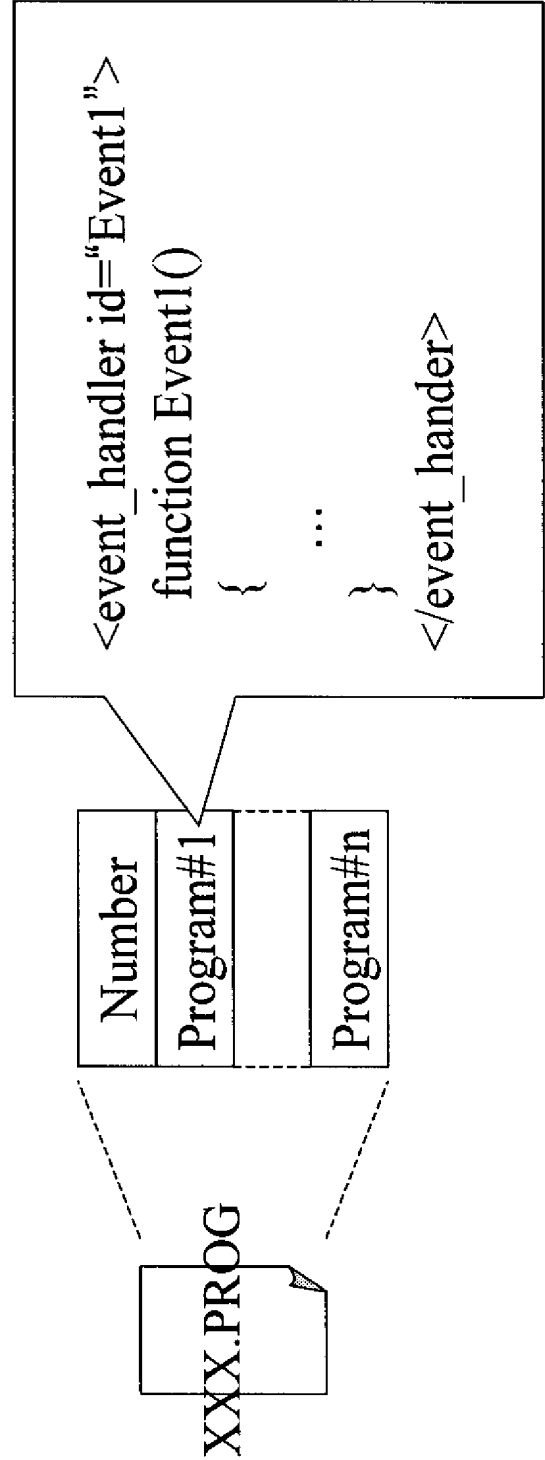 XXX.PROG
Number
Program#1
Program#n
<event_handler id=“Event1”>
function Event1()
{
…
}
</event_hander>